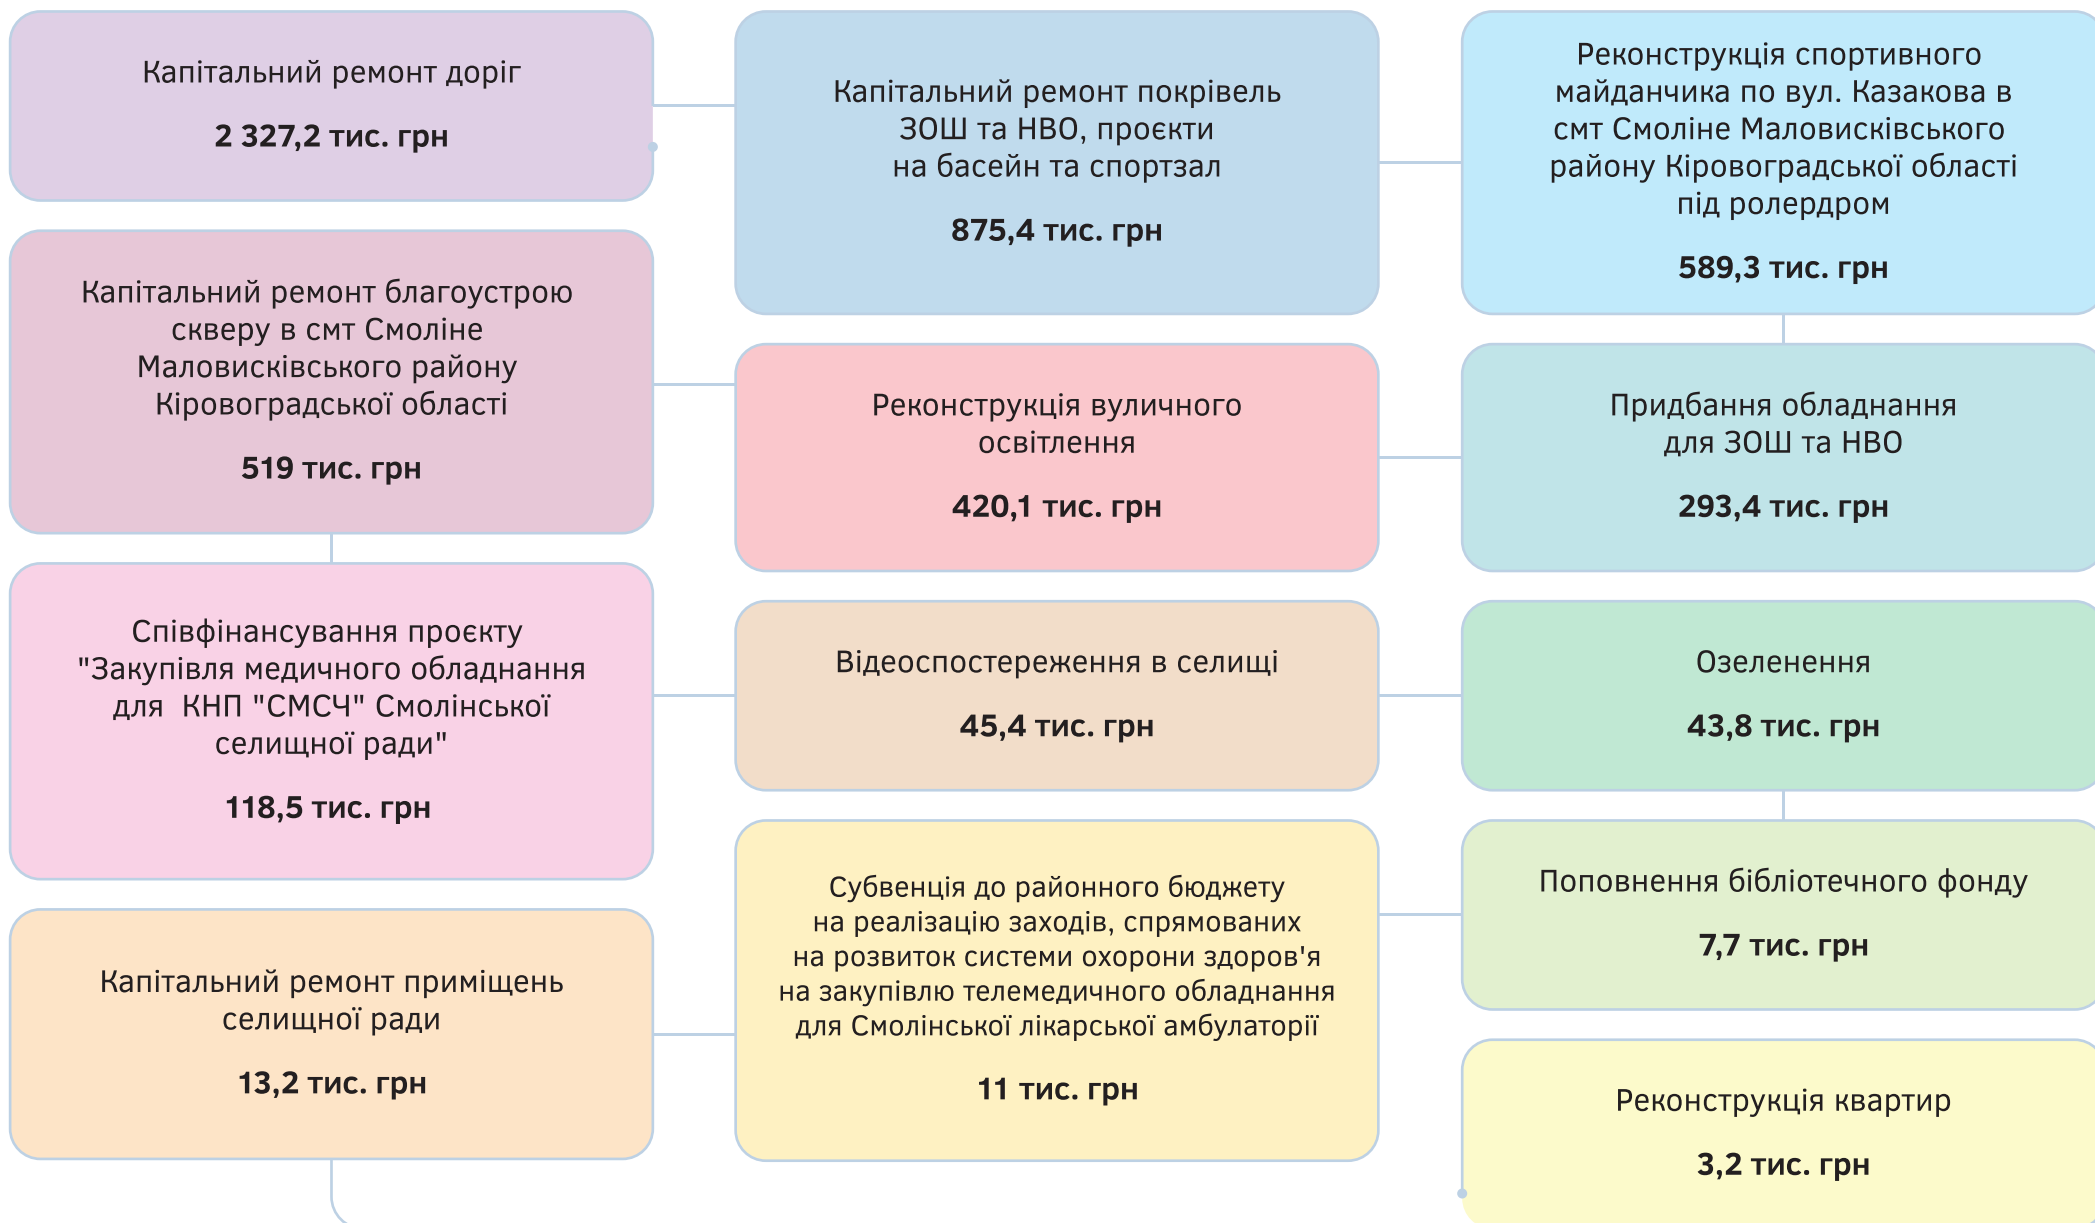 Капітальний ремонт доріг
2 327,2 тис. грн
Капітальний ремонт покрівель
ЗОШ та НВО, проєкти
на басейн та спортзал
875,4 тис. грн
Реконструкція спортивного
майданчика по вул. Казакова в
смт Смоліне Маловисківського
району Кіровоградської області
під ролердром
589,3 тис. грн
Капітальний ремонт благоустрою
скверу в смт Смоліне
Маловисківського району
Кіровоградської області
519 тис. грн
Реконструкція вуличного
освітлення
420,1 тис. грн
Придбання обладнання
для ЗОШ та НВО
293,4 тис. грн
Співфінансування проєкту
"Закупівля медичного обладнання
для  КНП "СМСЧ" Смолінської
селищної ради"
118,5 тис. грн
Відеоспостереження в селищі
45,4 тис. грн
Озеленення
43,8 тис. грн
Капітальний ремонт приміщень
селищної ради
13,2 тис. грн
Субвенція до районного бюджету
на реалізацію заходів, спрямованих
на розвиток системи охорони здоров'я
на закупівлю телемедичного обладнання
для Смолінської лікарської амбулаторії
11 тис. грн
Поповнення бібліотечного фонду
7,7 тис. грн
Реконструкція квартир
3,2 тис. грн